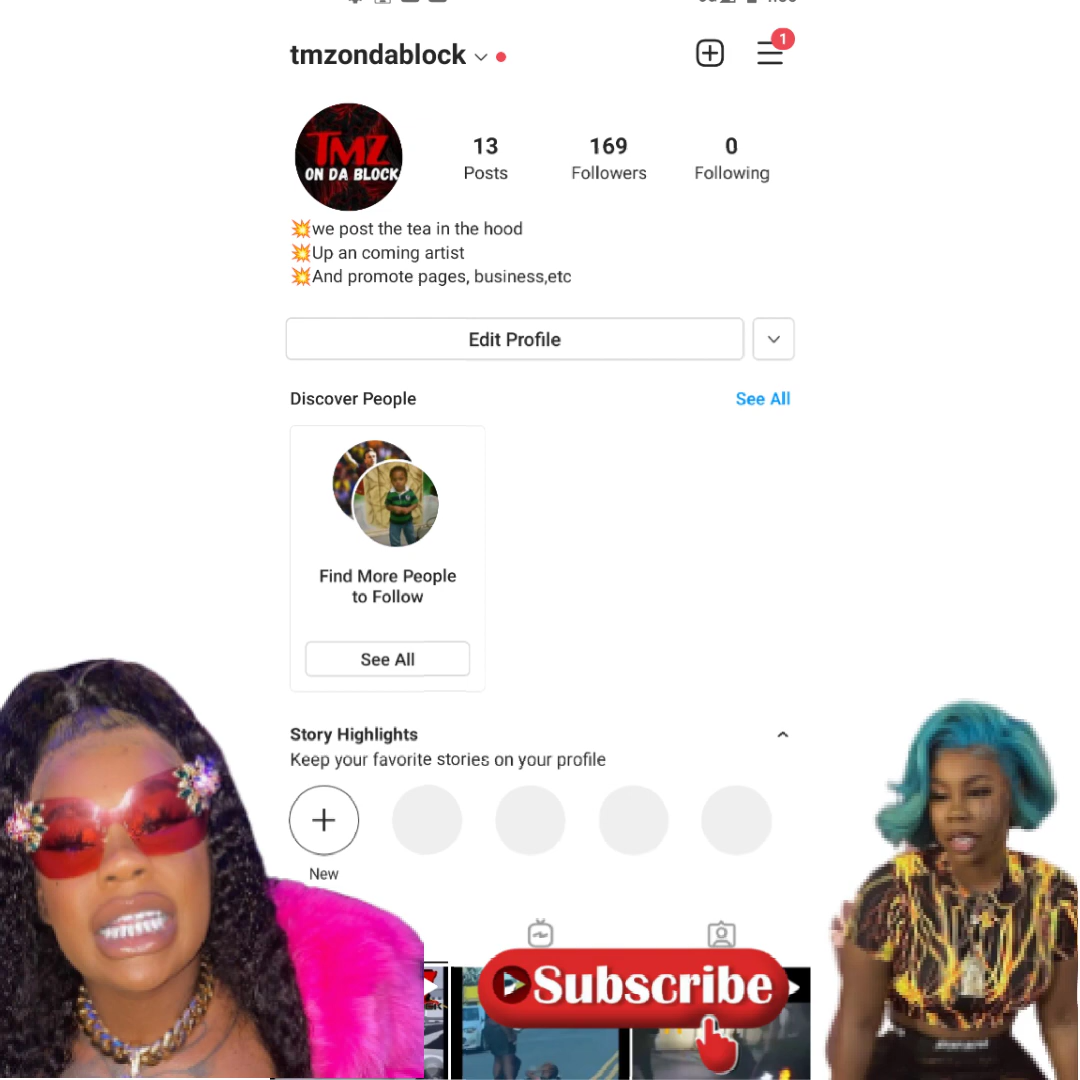 tmzondablock
1
TMZ
ON DA BLOCK
13
Posts
169
Followers
0
Following
💥we post the tea in the hood
💥Up an coming artist
💥And promote pages, business,etc
Edit Profile
Discover People
See All
Find More People
to Follow
See All
Story Highlights
Keep your favorite stories on your profile
New
Subscribe